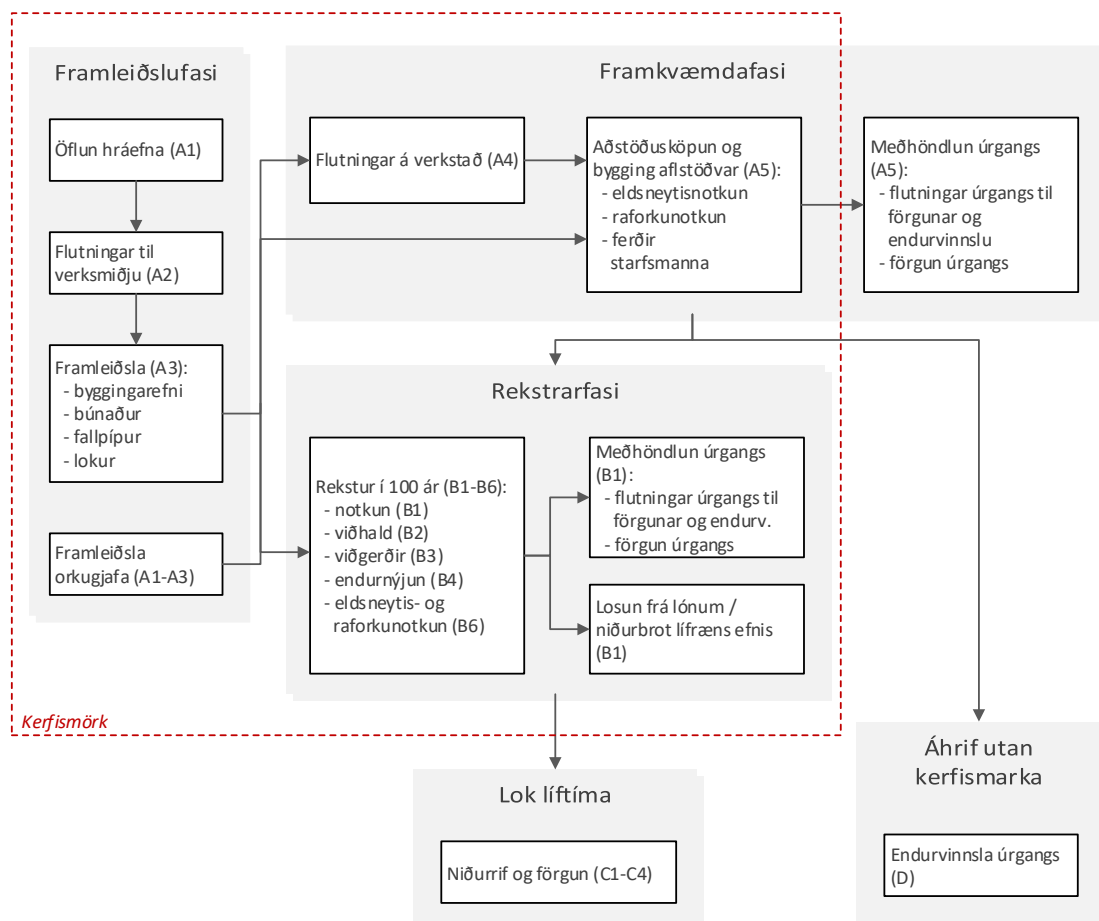 Framleiðslufasi
Öflun hráefna (A1)
Flutningar til
verksmiðju (A2)
Framleiðsla (A3):
- byggingarefni
- búnaður
- fallpípur
- lokur
Framleiðsla
orkugjafa (A1-A3)
Framkvæmdafasi
Flutningar á verkstað (A4)
Aðstöðusköpun og
bygging aflstöðvar (A5):
- eldsneytisnotkun
- raforkunotkun
- ferðir
starfsmanna
Meðhöndlun úrgangs
(A5):
- flutningar úrgangs til
förgunar og
endurvinnslu
- förgun úrgangs
Rekstrarfasi
Rekstur í 100 ár (B1-B6):
- notkun (B1)
- viðhald (B2)
- viðgerðir (B3)
- endurnýjun (B4)
- eldsneytis- og
raforkunotkun (B6)
Meðhöndlun úrgangs
(B1):
- flutningar úrgangs til
förgunar og endurv.
- förgun úrgangs
Losun frá lónum /
niðurbrot lífræns efnis
(B1)
Kerfismörk
Lok líftíma
Niðurrif og förgun (C1-C4)
Áhrif utan
kerfismarka
Endurvinnsla úrgangs
(D)